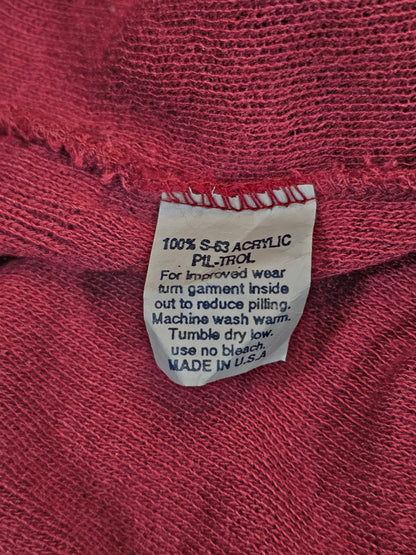 100% S-63 ACRYLIC
PIL-TROL
For improved wear
turn garment inside
out to reduce pilling.
Machine wash warm.
Tumble dry low.
use no bleach.
MADE IN U.S.A